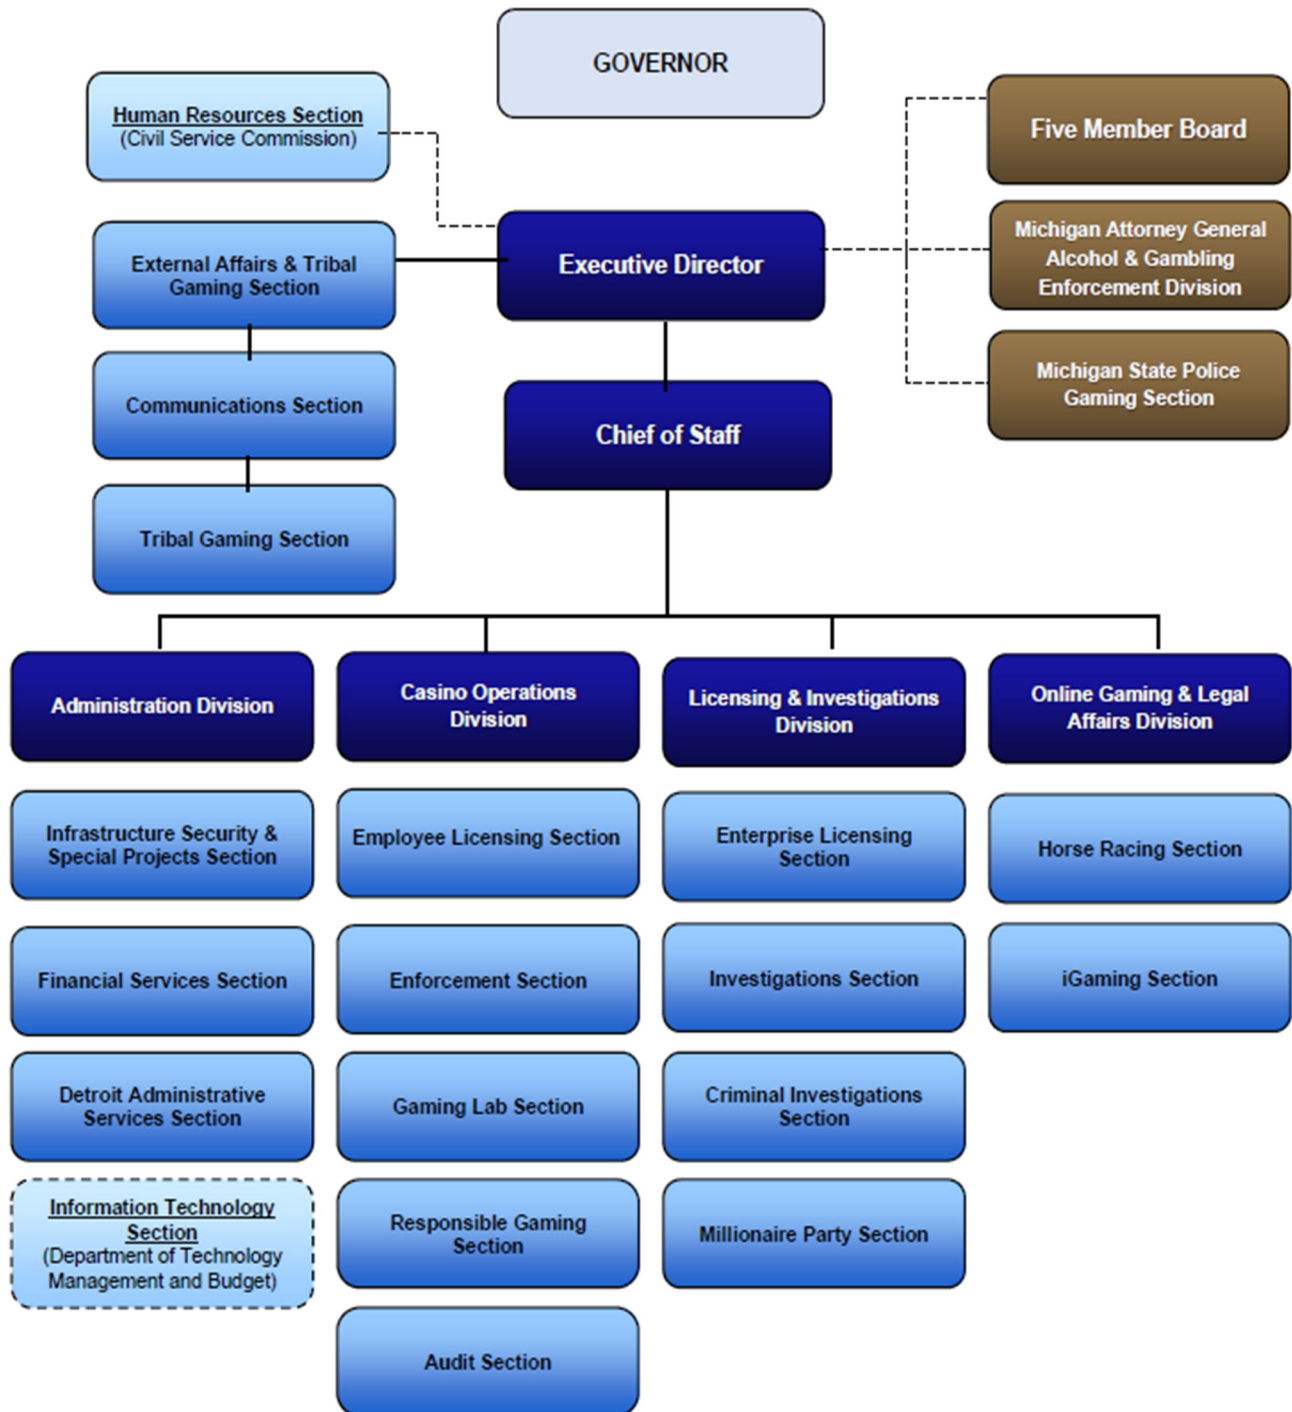 GOVERNOR
Human Resources Section
(Civil Service Commission)
Five Member Board
External Affairs & Tribal
Gaming Section
Executive Director
Michigan Attorney General
Alcohol & Gambling
Enforcement Division
Communications Section
Chief of Staff
Michigan State Police
Gaming Section
Tribal Gaming Section
Administration Division
Casino Operations
Division
Licensing & Investigations
Division
Online Gaming & Legal
Affairs Division
Infrastructure Security &
Special Projects Section
Employee Licensing Section
Enterprise Licensing
Section
Horse Racing Section
Financial Services Section
Enforcement Section
Investigations Section
iGaming Section
Detroit Administrative
Services Section
Gaming Lab Section
Criminal Investigations
Section
Information Technology
Section
(Department of Technology
Management and Budget)
Responsible Gaming
Section
Millionaire Party Section
Audit Section